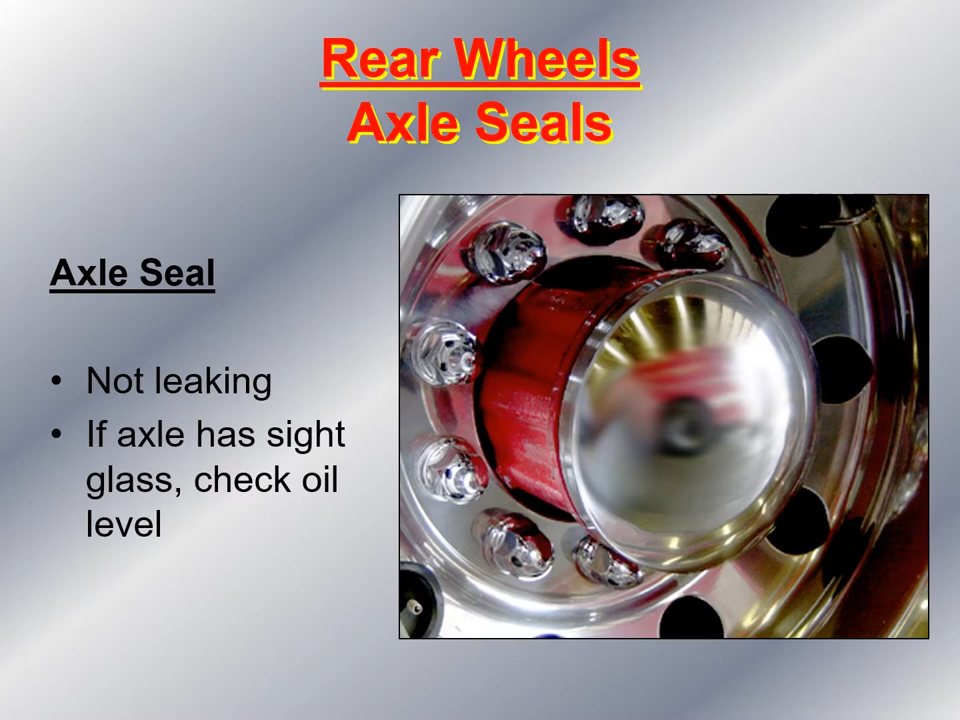 Rear Wheels
Axle Seals
Axle Seal
• Not leaking
• If axle has sight
glass, check oil
level